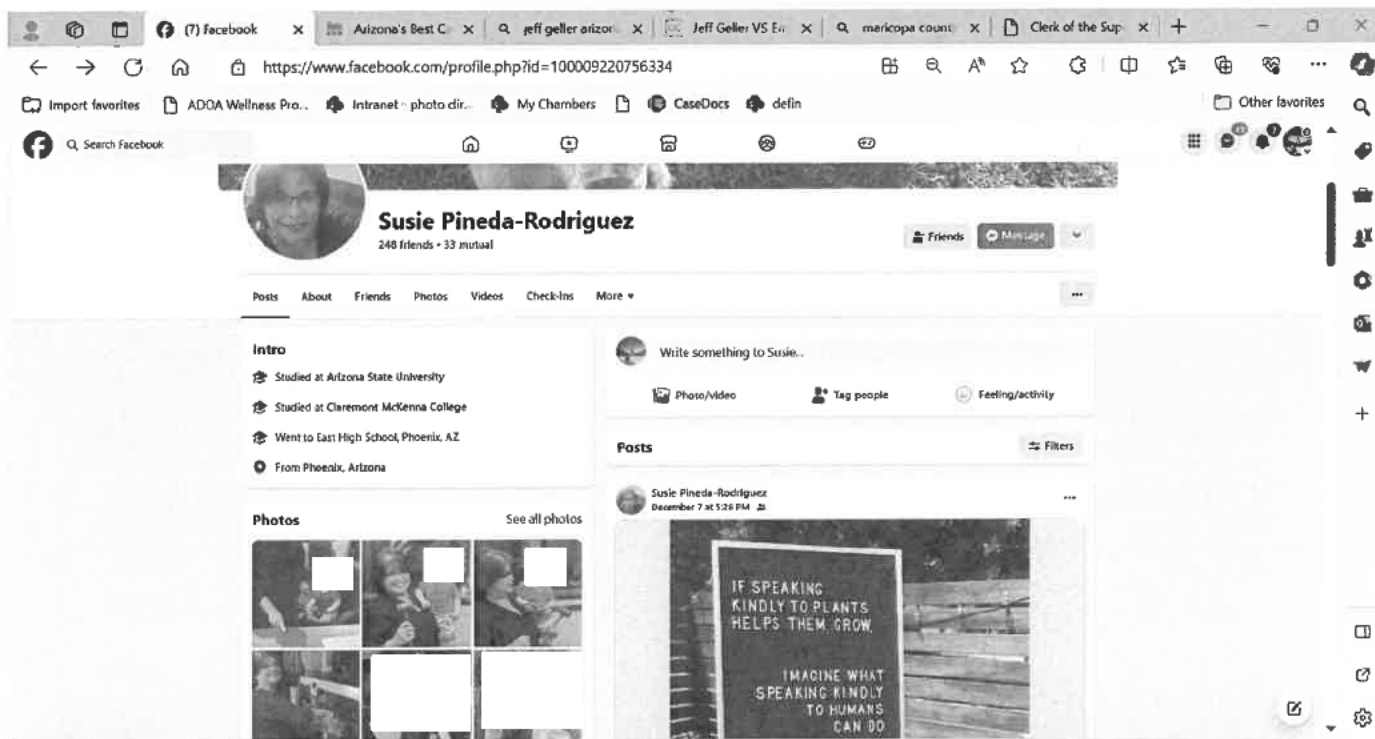 (7) Facebook
Arizona's Best C
jeff geller arizon
Jeff Geller VS En
maricopa count
Clerk of the Sup
https://www.facebook.com/profile.php?id=100009220756334
Import favorites
ADOA Wellness Pro...
Intranet - photo dir...
My Chambers
CaseDocs
defin
Other favorites
Search Facebook
Susie Pineda-Rodriguez
248 friends • 33 mutual
Friends
Message
Posts
About
Friends
Photos
Videos
Check-Ins
More
Intro
Studied at Arizona State University
Studied at Claremont McKenna College
Went to East High School, Phoenix, AZ
From Phoenix, Arizona
Photos
See all photos
Write something to Susie...
Photo/video
Tag people
Feeling/activity
Posts
Filters
Susie Pineda-Rodriguez
December 7 at 5:28 PM
IF SPEAKING
KINDLY TO PLANTS
HELPS THEM GROW,
IMAGINE WHAT
SPEAKING KINDLY
TO HUMANS
CAN DO